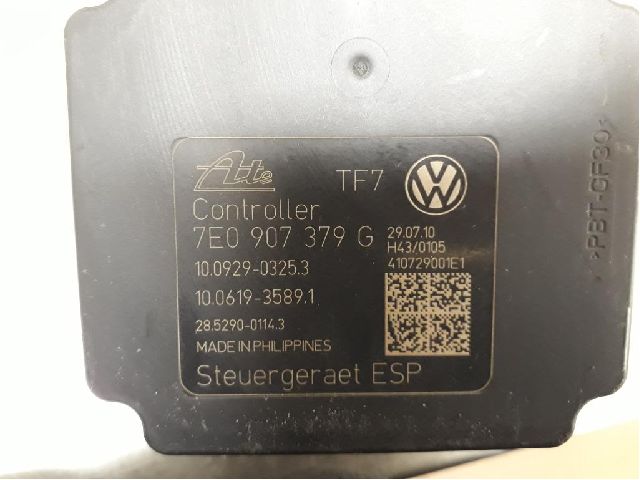 Ate TF7
Controller
7E0 907 379 G
29.07.10
H43/0105
410729001E1
10.0929-0325.3
10.0619-3589.1
28.5290-0114.3
MADE IN PHILIPPINES
Steuergeraet ESP
>PBT-GF30<